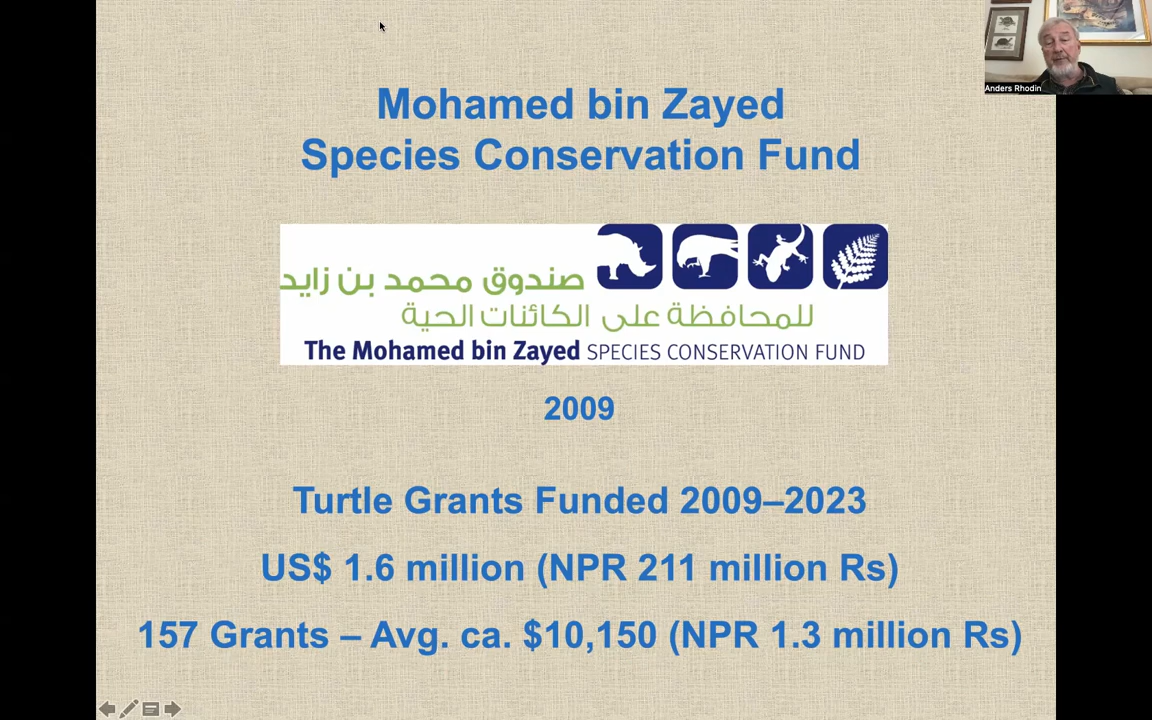 Mohamed bin Zayed
Species Conservation Fund
صندوق محمد بن زايد
للمحافظة على الكائنات الحية
The Mohamed bin Zayed SPECIES CONSERVATION FUND
2009
Turtle Grants Funded 2009–2023
US$ 1.6 million (NPR 211 million Rs)
157 Grants – Avg. ca. $10,150 (NPR 1.3 million Rs)
Anders Rhodin